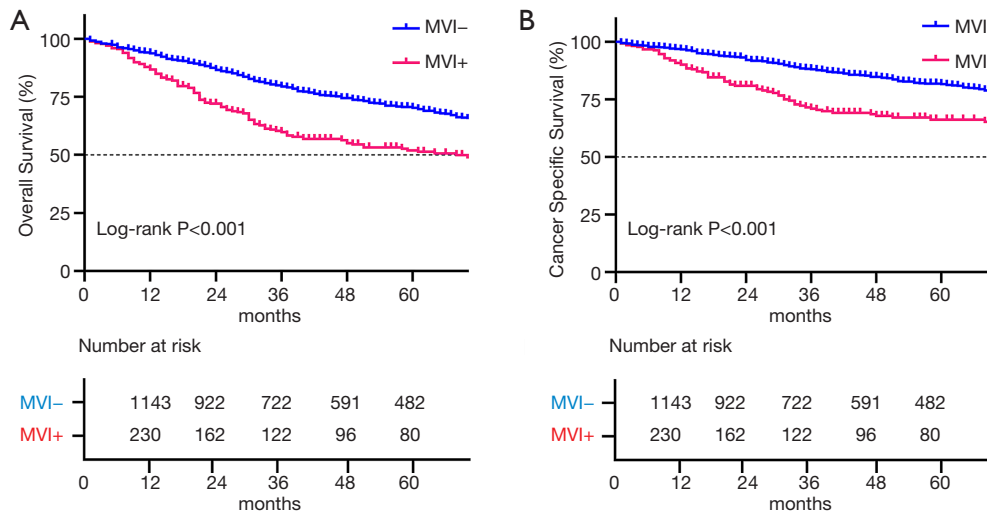 A
Overall Survival (%)
100
75
50
25
0
MVI–
MVI+
Log-rank P<0.001
0 12 24 36 48 60
months
Number at risk
MVI– 1143 922 722 591 482
MVI+ 230 162 122 96 80
0 12 24 36 48 60
months
B
Cancer Specific Survival (%)
100
75
50
25
0
MVI
MVI
Log-rank P<0.001
0 12 24 36 48 60
months
Number at risk
MVI– 1143 922 722 591 482
MVI+ 230 162 122 96 80
0 12 24 36 48 60
months